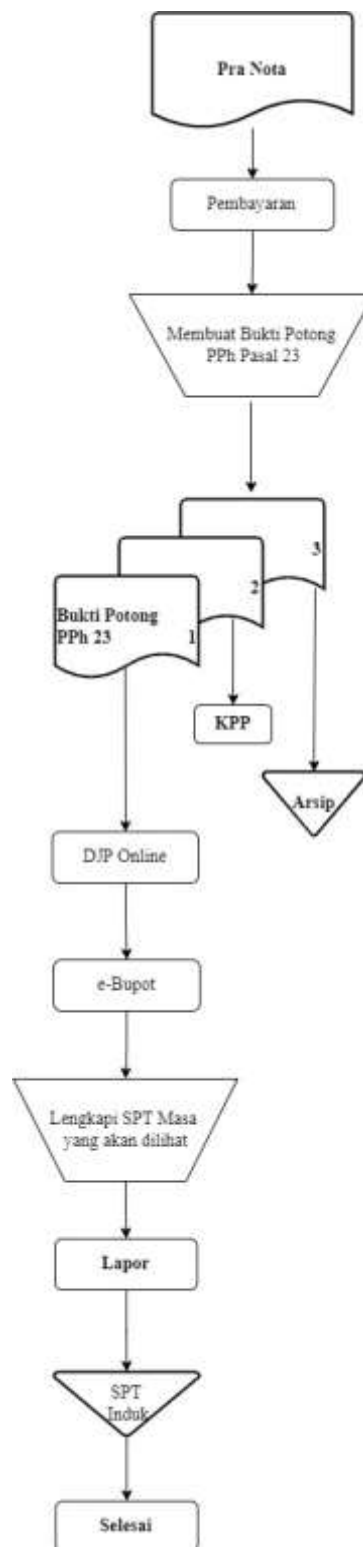 Pra Nota
Pembayaran
Membuat Bukti Potong
PPh Pasal 23
3
2
Bukti Potong
PPh 23 1
KPP
Arsip
DJP Online
e-Bupot
Lengkapi SPT Masa
yang akan dilihat
Lapor
SPT
Induk
Selesai